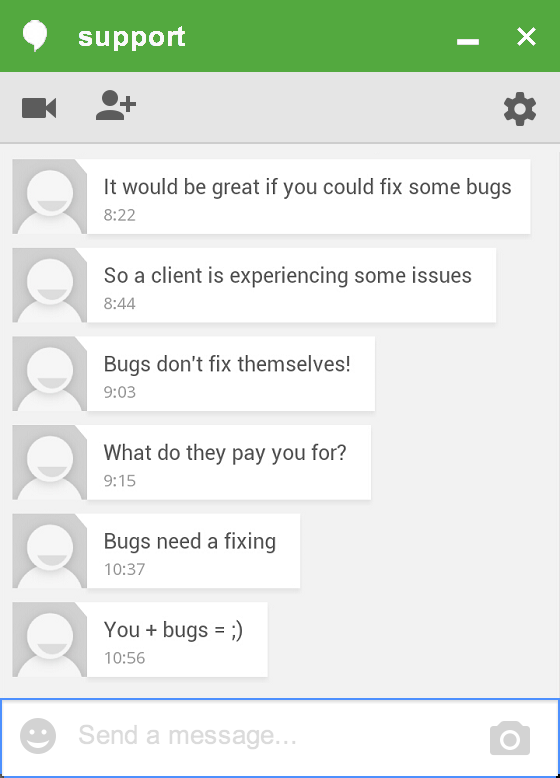 support
It would be great if you could fix some bugs
8:22
So a client is experiencing some issues
8:44
Bugs don't fix themselves!
9:03
What do they pay you for?
9:15
Bugs need a fixing
10:37
You + bugs = ;)
10:56
Send a message...